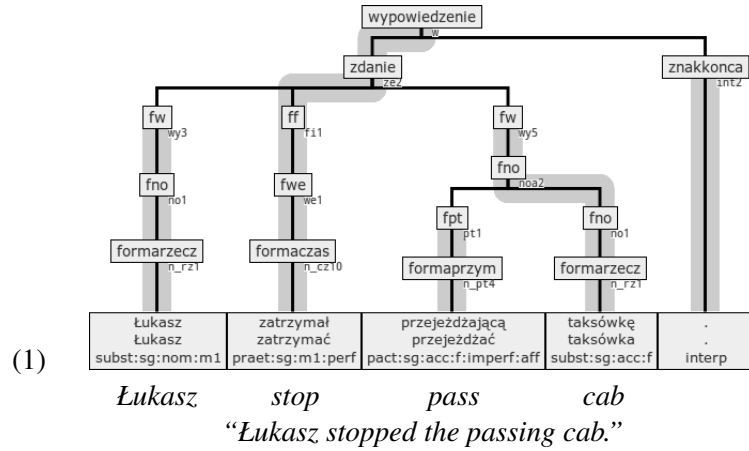 wypowiedzenie
w
zdanie
ze2
znakkonca
int2
fw
wy3
ff
fi1
fw
wy5
fno
no1
fwe
we1
fno
noa2
fpt
pt1
fno
no1
formarzecz
n_rz1
formaczas
n_cz10
formaprzym
n_pt4
formarzecz
n_rz1
Łukasz zatrzymał przejeżdżającą taksówkę .
Łukasz zatrzymać przejeżdżać taksówka .
subst:sg:nom:m1 praet:sg:m1:perf pact:sg:acc:f:imperf:aff subst:sg:acc:f interp
(1)
Łukasz stop pass cab
“Łukasz stopped the passing cab.”